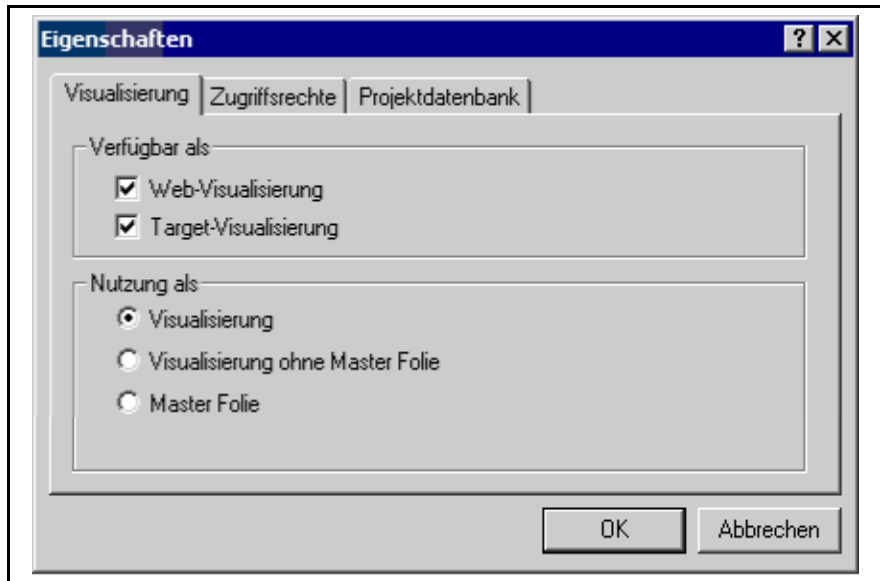 Eigenschaften
Visualisierung Zugriffsrechte Projektdatenbank
Verfügbar als
Web-Visualisierung
Target-Visualisierung
Nutzung als
Visualisierung
Visualisierung ohne Master Folie
Master Folie
OK Abbrechen